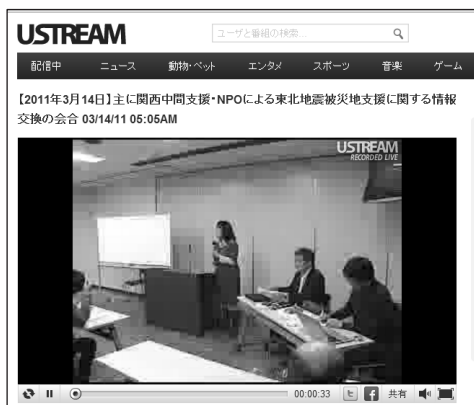 USTREAM
ユーザと番組の検索...
配信中 ニュース 動物・ペット エンタメ スポーツ 音楽 ゲーム
【2011年3月14日】主に関西中間支援・NPOによる東北地震被災地支援に関する情報
交換の会合 03/14/11 05:05AM
USTREAM
RECORDED LIVE
00:00:33 t f 共有